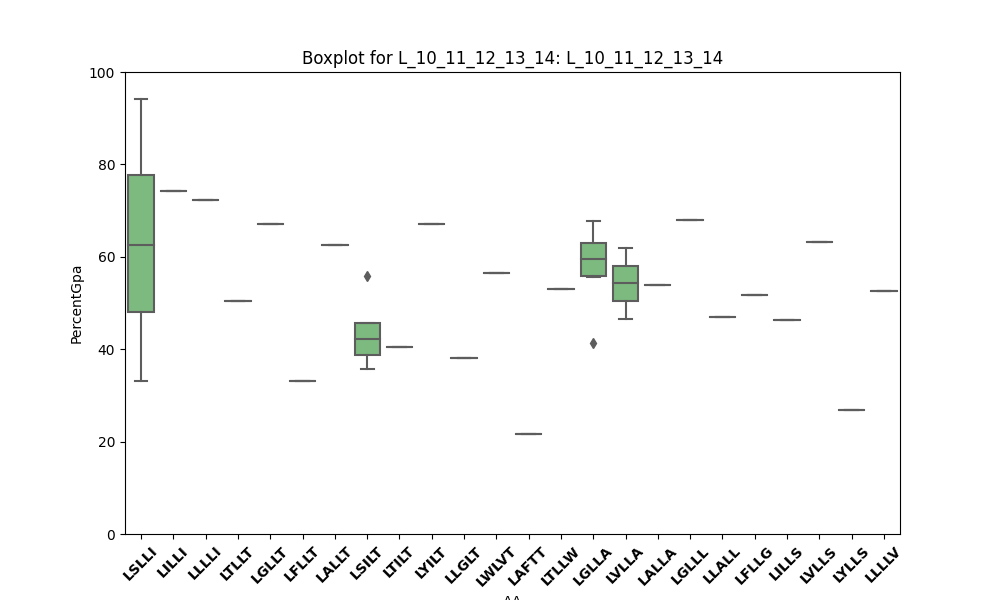 Boxplot for L_10_11_12_13_14: L_10_11_12_13_14
100
80
60
40
20
0
PercentGpa
LSLLI
LILLI
LLLLI
LTLLT
LGLLT
LFLLT
LALLT
LSILT
LTILT
LYILT
LLGLT
LWLVT
LAFTT
LTLLW
LGLLA
LVLLA
LALLA
LGLLL
LLALL
LFLLG
LILLS
LVLLS
LYLLS
LLLLV